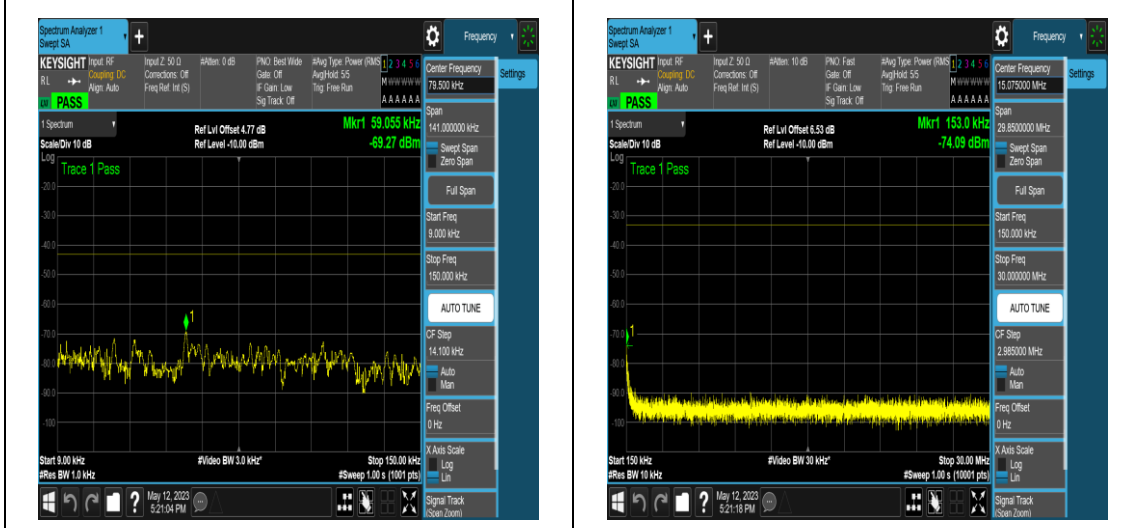 Spectrum Analyzer 1
Swept SA
+
Frequency
KEYSIGHT
Input: RF
Input Z: 50 Ω
#Atten: 0 dB
PNO: Best Wide
#Avg Type: Power (RMS
1 2 3 4 5 6
RL
Coupling: DC
Corrections: Off
Gate: Off
Avg|Hold: 5/5
M W W W W W
Align: Auto
Freq Ref: Int (S)
IF Gain: Low
Trig: Free Run
Sig Track: Off
A A A A A A
PASS
Center Frequency
79.500 kHz
Settings
1 Spectrum
Ref Lvl Offset 4.77 dB
Mkr1 59.055 kHz
Scale/Div 10 dB
Ref Level -10.00 dBm
-69.27 dBm
Log
Trace 1 Pass
-20.0
-30.0
-40.0
-50.0
-60.0
-70.0
-80.0
-90.0
-100
1
Span
141.000000 kHz
Swept Span
Zero Span
Full Span
Start Freq
9.000 kHz
Stop Freq
150.000 kHz
AUTO TUNE
CF Step
14.100 kHz
Auto
Man
Freq Offset
0 Hz
X Axis Scale
Log
Lin
Signal Track
(Span Zoom)
Start 9.00 kHz
#Video BW 3.0 kHz*
Stop 150.00 kHz
#Res BW 1.0 kHz
#Sweep 1.00 s (1001 pts)
?
May 12, 2023
5:21:04 PM
Spectrum Analyzer 1
Swept SA
+
Frequency
KEYSIGHT
Input: RF
Input Z: 50 Ω
#Atten: 10 dB
PNO: Fast
#Avg Type: Power (RMS
1 2 3 4 5 6
RL
Coupling: DC
Corrections: Off
Gate: Off
Avg|Hold: 5/5
M W W W W W
Align: Auto
Freq Ref: Int (S)
IF Gain: Low
Trig: Free Run
Sig Track: Off
A A A A A A
PASS
Center Frequency
15.075000 MHz
Settings
1 Spectrum
Ref Lvl Offset 6.53 dB
Mkr1 153.0 kHz
Scale/Div 10 dB
Ref Level -10.00 dBm
-74.09 dBm
Log
Trace 1 Pass
-20.0
-30.0
-40.0
-50.0
-60.0
-70.0
-80.0
-90.0
-100
1
Span
29.8500000 MHz
Swept Span
Zero Span
Full Span
Start Freq
150.000 kHz
Stop Freq
30.000000 MHz
AUTO TUNE
CF Step
2.985000 MHz
Auto
Man
Freq Offset
0 Hz
X Axis Scale
Log
Lin
Signal Track
(Span Zoom)
Start 150 kHz
#Video BW 30 kHz*
Stop 30.00 MHz
#Res BW 10 kHz
#Sweep 1.00 s (10001 pts)
?
May 12, 2023
5:21:18 PM